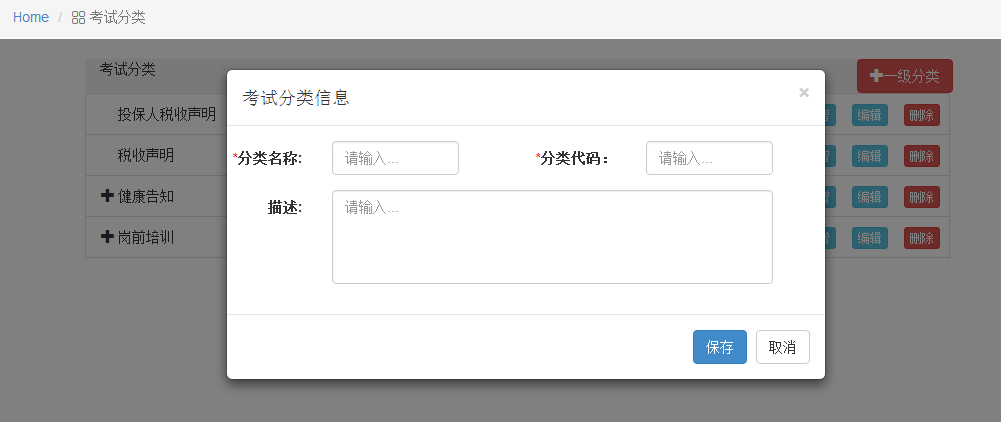 Home / 考试分类
考试分类
一级分类
考试分类信息 ×
投保人税收声明 编辑 删除
*分类名称: 请输入... *分类代码： 请输入...
税收声明 编辑 删除
健康告知 编辑 删除
描述: 请输入...
岗前培训 编辑 删除
保存 取消